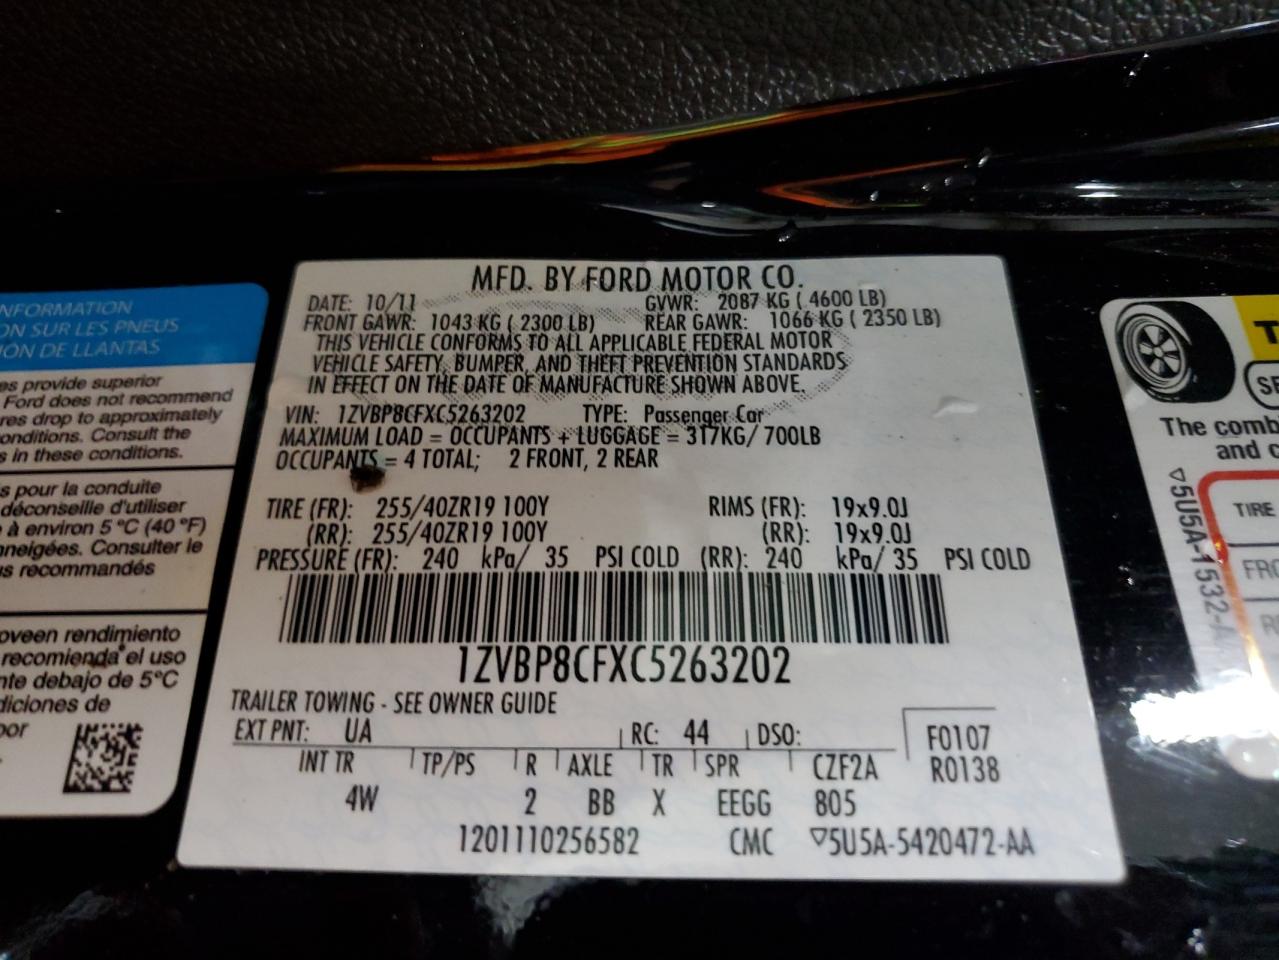 NFORMATION
ON SUR LES PNEUS
ÓN DE LLANTAS
es provide superior
Ford does not recommend
res drop to approximately
onditions. Consult the
s in these conditions.
s pour la conduite
déconseille d'utiliser
à environ 5 °C (40 °F)
nneigées. Consulter le
us recommandés
oveen rendimiento
recomienda el uso
nte debajo de 5°C
diciones de
por
MFD. BY FORD MOTOR CO.
DATE: 10/11 GVWR: 2087 KG ( 4600 LB)
FRONT GAWR: 1043 KG ( 2300 LB) REAR GAWR: 1066 KG ( 2350 LB)
THIS VEHICLE CONFORMS TO ALL APPLICABLE FEDERAL MOTOR
VEHICLE SAFETY, BUMPER, AND THEFT PREVENTION STANDARDS
IN EFFECT ON THE DATE OF MANUFACTURE SHOWN ABOVE.
VIN: 1ZVBP8CFXC5263202 TYPE: Passenger Car
MAXIMUM LOAD = OCCUPANTS + LUGGAGE = 317KG/ 700LB
OCCUPANTS = 4 TOTAL; 2 FRONT, 2 REAR
TIRE (FR): 255/40ZR19 100Y RIMS (FR): 19x9.0J
(RR): 255/40ZR19 100Y (RR): 19x9.0J
PRESSURE (FR): 240 kPa/ 35 PSI COLD (RR): 240 kPa/ 35 PSI COLD
1ZVBP8CFXC5263202
TRAILER TOWING - SEE OWNER GUIDE
EXT PNT: UA RC: 44 DSO: F0107
INT TR TP/PS R AXLE TR SPR CZF2A R0138
4W 2 BB X EEGG 805
1201110256582 CMC ▽5U5A-5420472-AA
T
SE
The comb
and c
TIRE
FRO
R
▽5U5A-1532-A